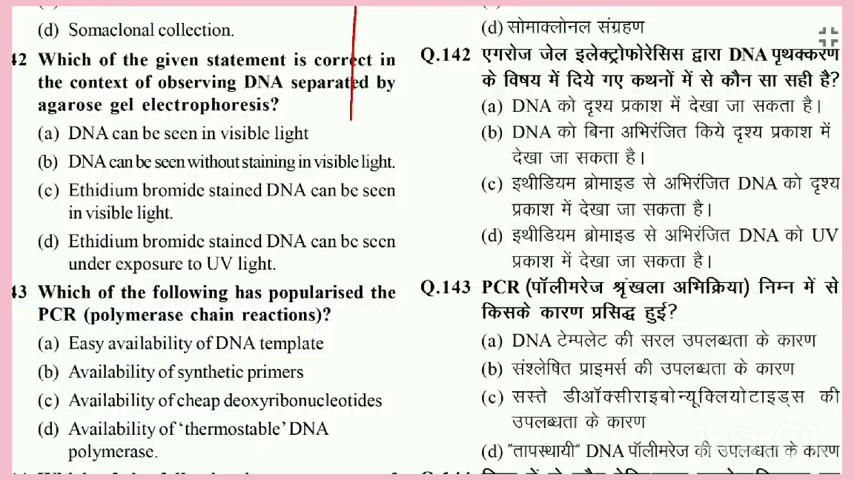 (d) Somaclonal collection.
42 Which of the given statement is correct in
the context of observing DNA separated by
agarose gel electrophoresis?
(a) DNA can be seen in visible light
(b) DNA can be seen without staining in visible light.
(c) Ethidium bromide stained DNA can be seen
in visible light.
(d) Ethidium bromide stained DNA can be seen
under exposure to UV light.
43 Which of the following has popularised the
PCR (polymerase chain reactions)?
(a) Easy availability of DNA template
(b) Availability of synthetic primers
(c) Availability of cheap deoxyribonucleotides
(d) Availability of 'thermostable' DNA
polymerase.
(d) सोमाक्लोनल संग्रहण
Q.142 एगरोज जेल इलेक्ट्रोफोरेसिस द्वारा DNA पृथक्करण
के विषय में दिये गए कथनों में से कौन सा सही है?
(a) DNA को दृश्य प्रकाश में देखा जा सकता है।
(b) DNA को बिना अभिरंजित किये दृश्य प्रकाश में
देखा जा सकता है।
(c) इथीडियम ब्रोमाइड से अभिरंजित DNA को दृश्य
प्रकाश में देखा जा सकता है।
(d) इथीडियम ब्रोमाइड से अभिरंजित DNA को UV
प्रकाश में देखा जा सकता है।
Q.143 PCR (पॉलीमरेज श्रृंखला अभिक्रिया) निम्न में से
किसके कारण प्रसिद्ध हुई?
(a) DNA टेम्पलेट की सरल उपलब्धता के कारण
(b) संश्लेषित प्राइमर्स की उपलब्धता के कारण
(c) सस्ते डीऑक्सीराइबोन्यूक्लियोटाइड्स की
उपलब्धता के कारण
(d) "तापस्थायी" DNA पॉलीमरेज की उपलब्धता के कारण